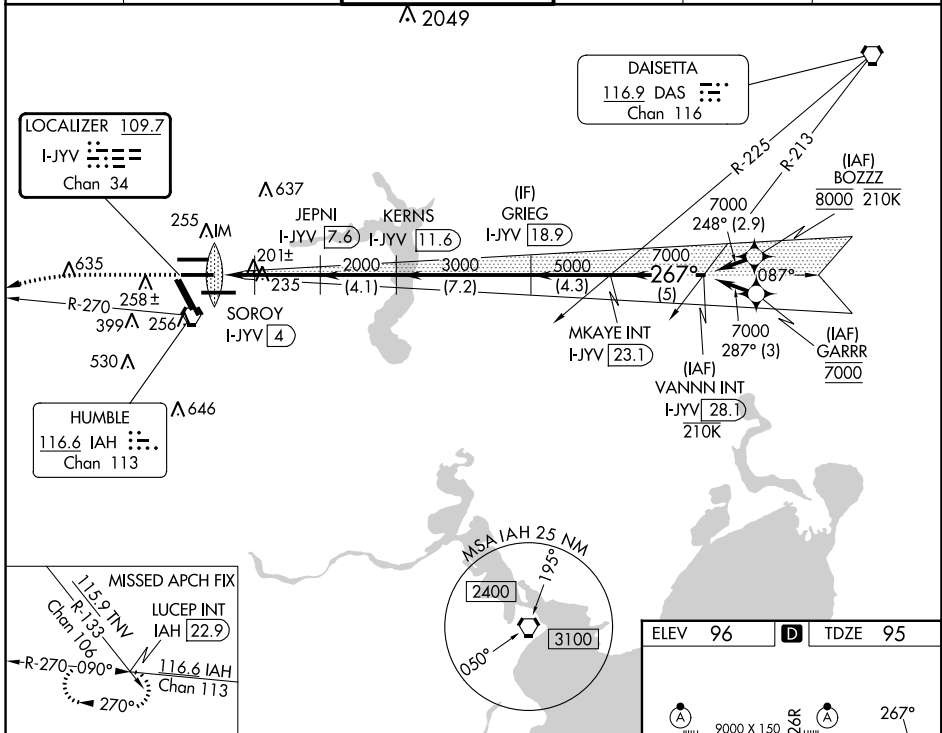 2049
DAISETTA
116.9 DAS
Chan 116
LOCALIZER 109.7
I-JYV
Chan 34
R-225
R-213
(IAF)
BOZZZ
8000 210K
7000
248° (2.9)
637
255
IM
JEPNI
I-JYV 7.6
KERNS
I-JYV 11.6
(IF)
GRIEG
I-JYV 18.9
635
201±
235
2000
(4.1)
3000
(7.2)
5000
(4.3)
7000
267°
(5)
087°
R-270
258±
399
256
SOROY
I-JYV 4
MKAYE INT
I-JYV 23.1
7000
287° (3)
(IAF)
GARRR
7000
530
(IAF)
VANNN INT
I-JYV 28.1
210K
HUMBLE
116.6 IAH
Chan 113
646
MSA IAH 25 NM
195°
2400
3100
050°
MISSED APCH FIX
115.9 TNV
R-133
Chan 106
LUCEP INT
IAH 22.9
R-270
090°
116.6 IAH
Chan 113
270°
ELEV 96
D
TDZE 95
A
9000 X 150
26R
A
267°